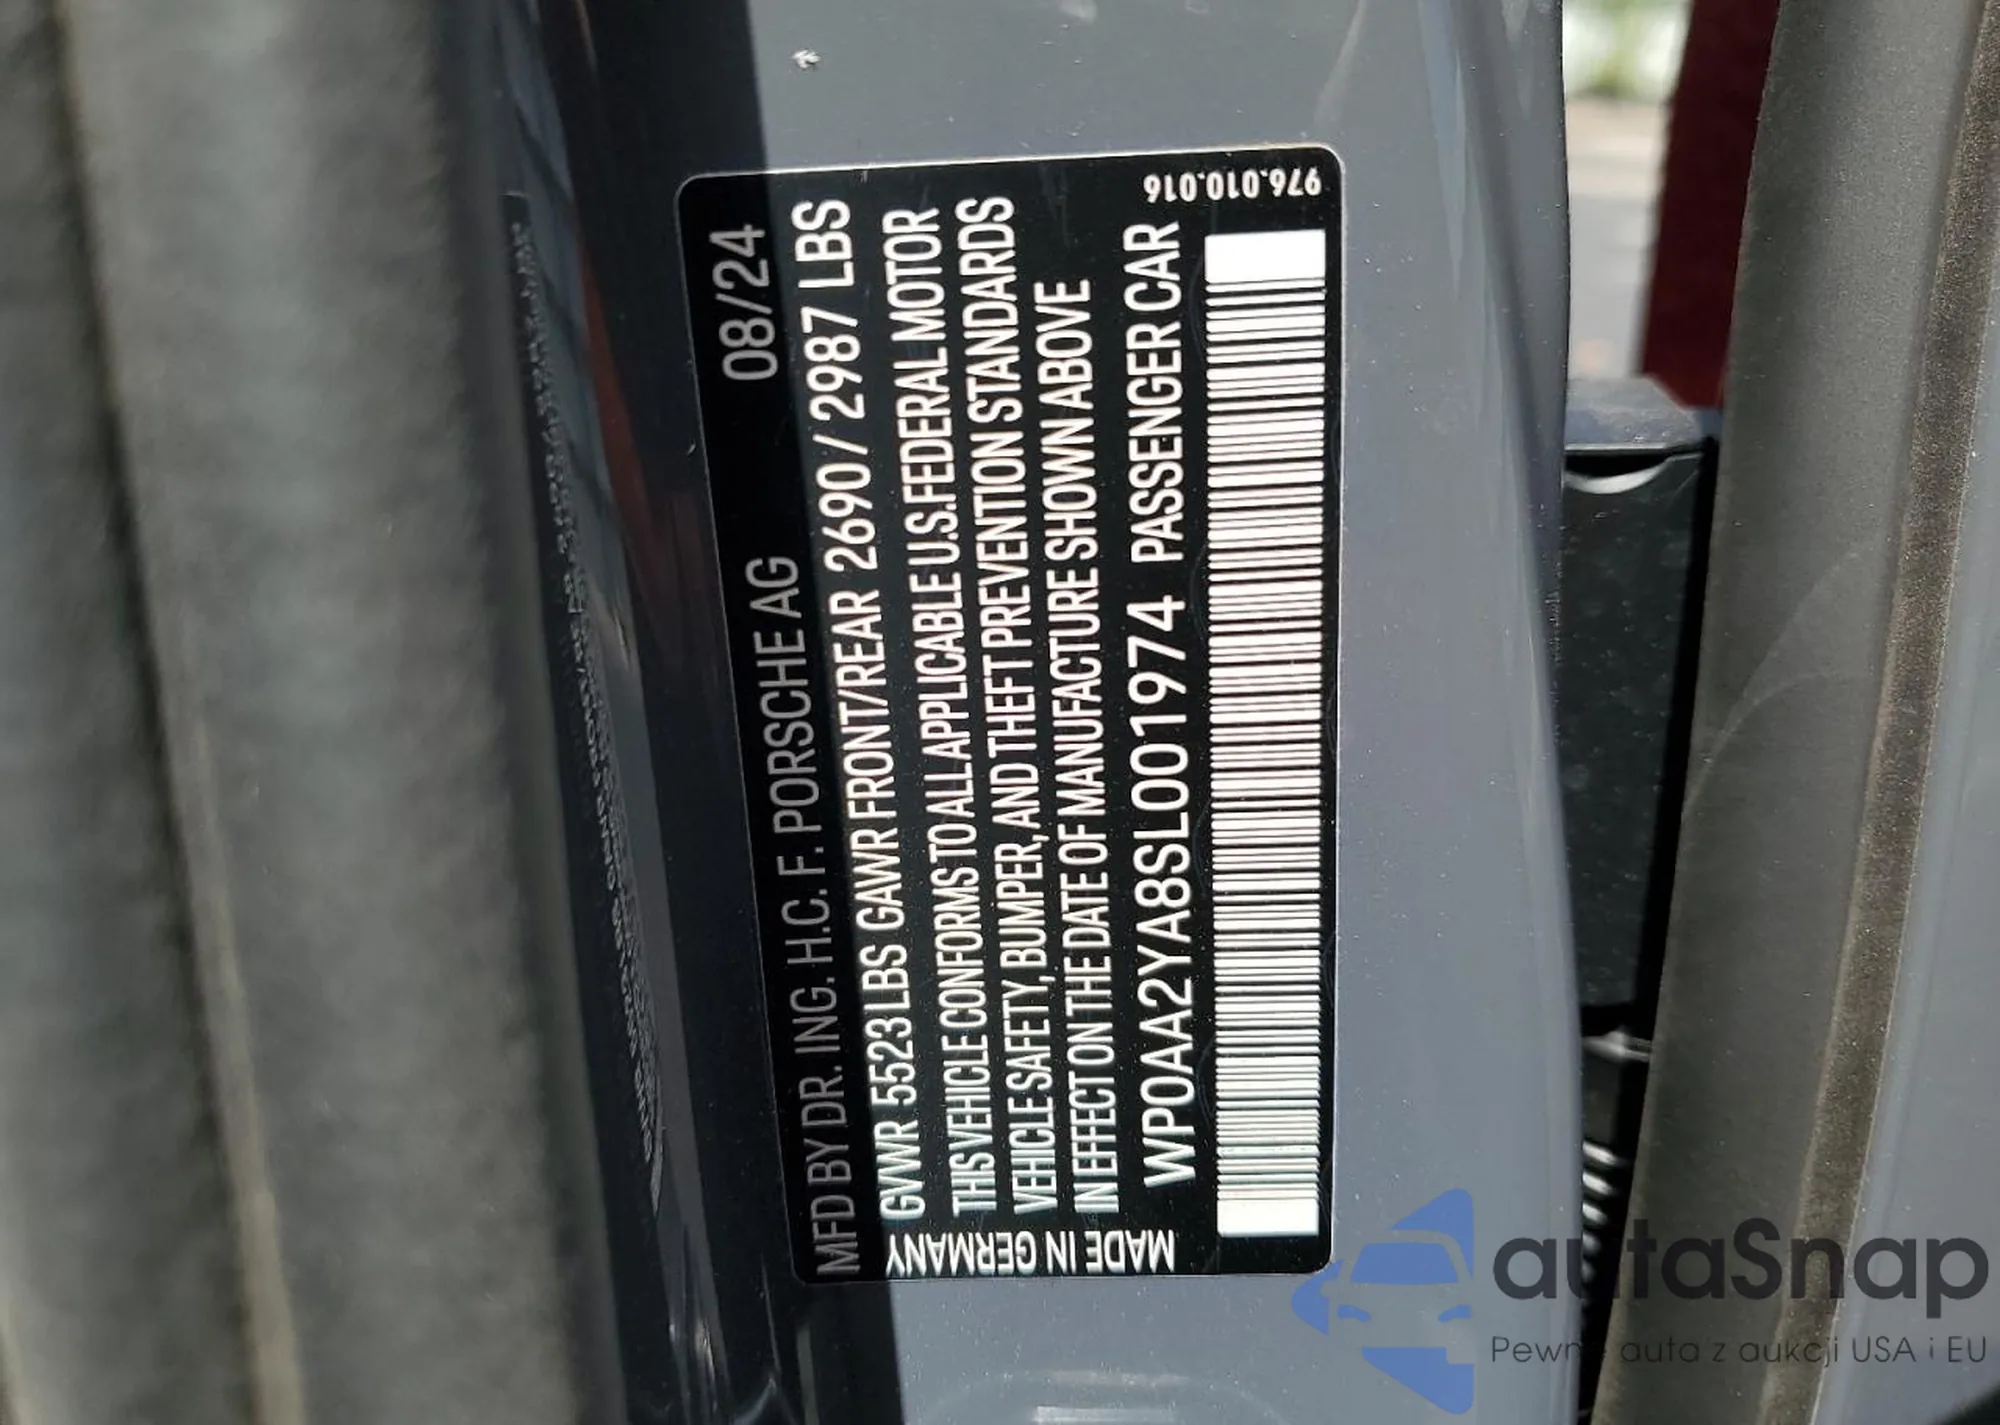 MFD BY DR. ING. H.C. F. PORSCHE AG 08/24
GVWR 5523 LBS GAWR FRONT/REAR 2690 / 2987 LBS
THIS VEHICLE CONFORMS TO ALL APPLICABLE U.S.FEDERAL MOTOR
VEHICLE SAFETY, BUMPER, AND THEFT PREVENTION STANDARDS
IN EFFECT ON THE DATE OF MANUFACTURE SHOWN ABOVE
WP0AA2YA8SL001974 PASSENGER CAR
MADE IN GERMANY
976.010.016
autaSnap
Pewne auta z aukcji USA i EU